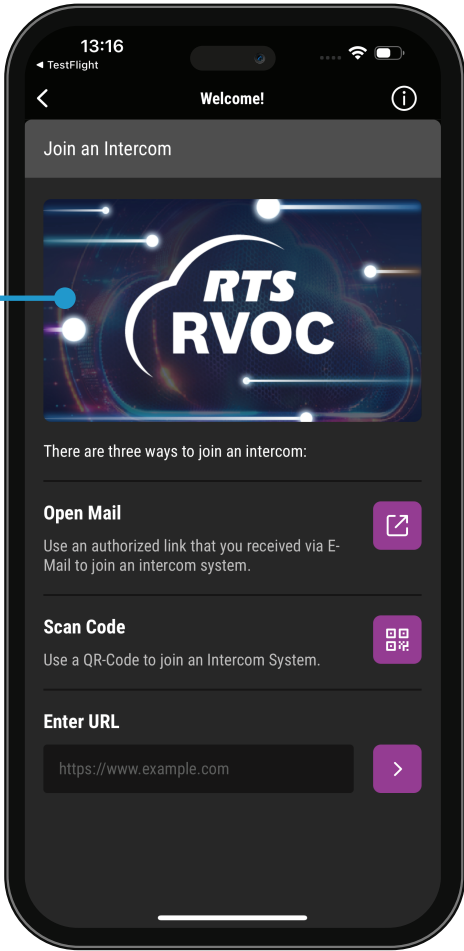 13:16
◀ TestFlight
Welcome!
Join an Intercom
RTS
RVOC
There are three ways to join an intercom:
Open Mail
Use an authorized link that you received via E-
Mail to join an intercom system.
Scan Code
Use a QR-Code to join an Intercom System.
Enter URL
https://www.example.com